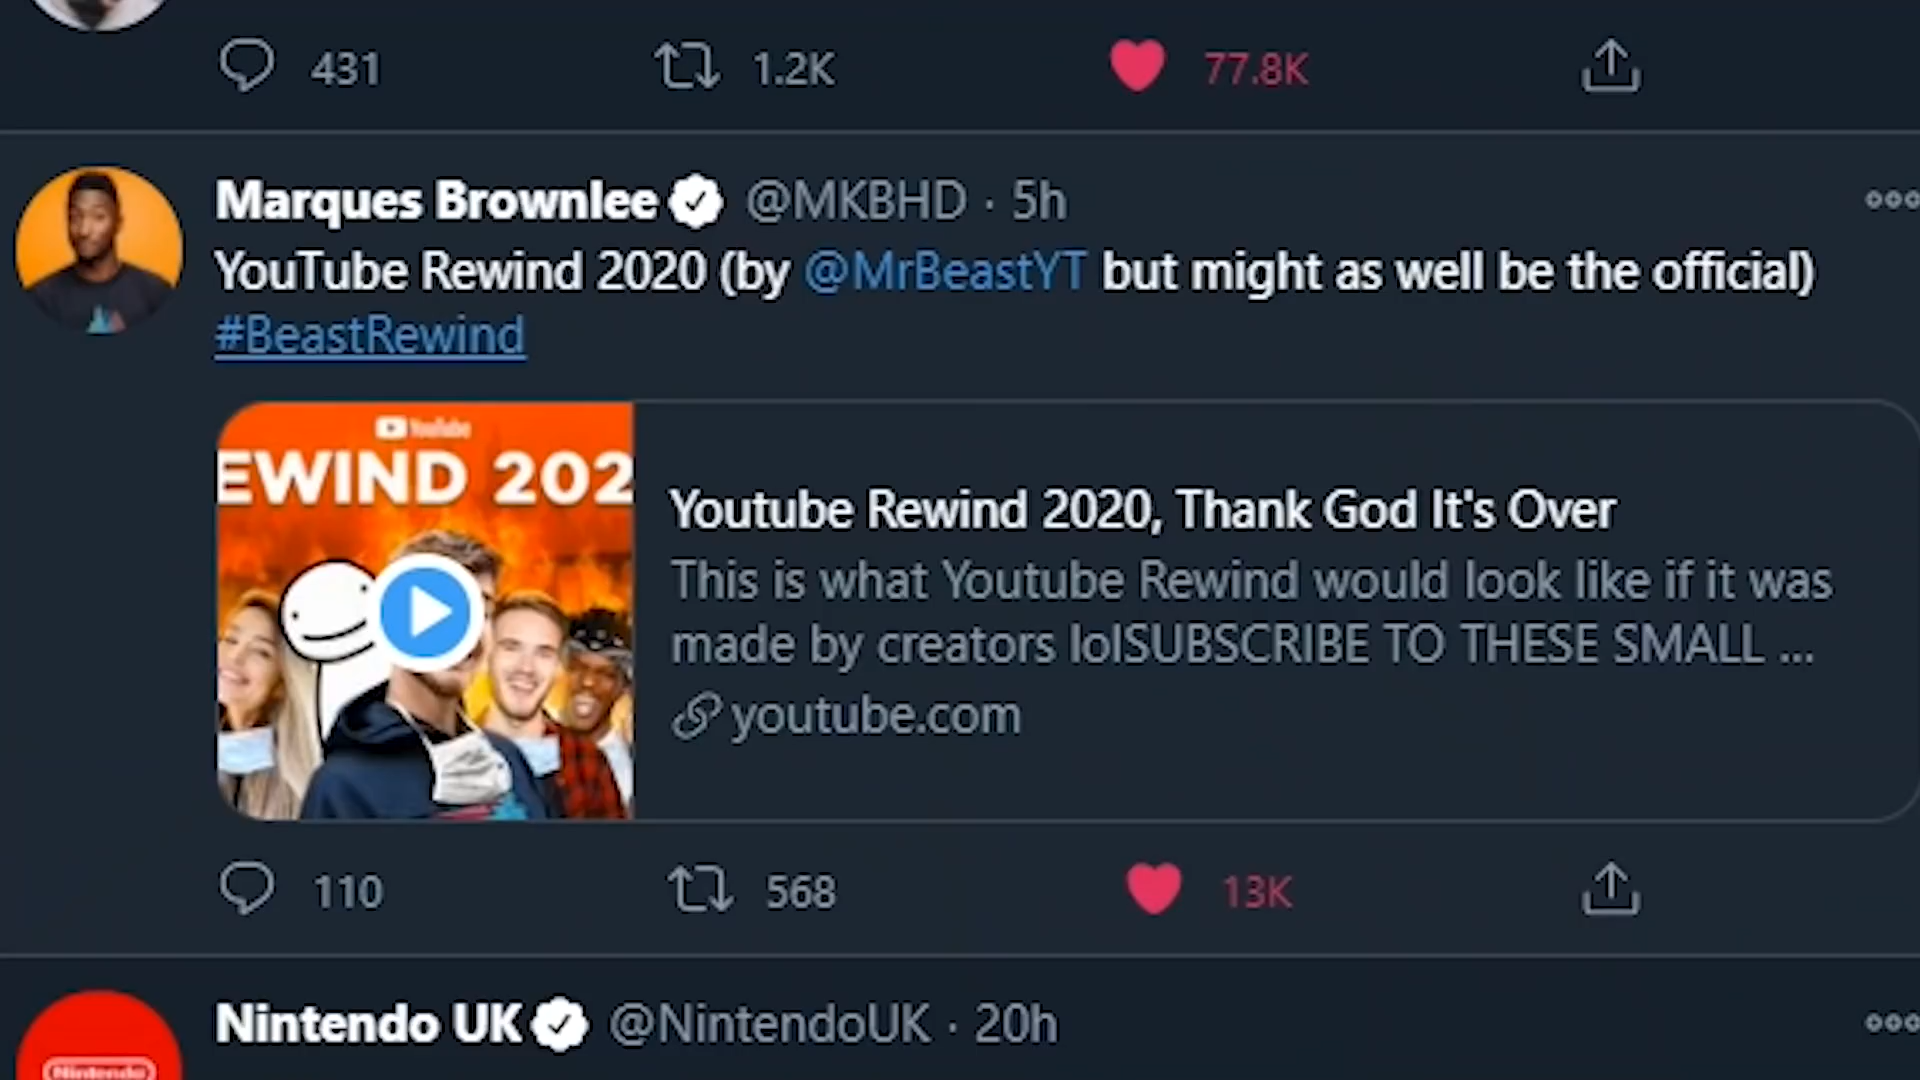 431 1.2K 77.8K
Marques Brownlee @MKBHD · 5h
YouTube Rewind 2020 (by @MrBeastYT but might as well be the official)
#BeastRewind
YouTube
EWIND 202
Youtube Rewind 2020, Thank God It's Over
This is what Youtube Rewind would look like if it was
made by creators lolSUBSCRIBE TO THESE SMALL ...
youtube.com
110 568 13K
Nintendo UK @NintendoUK · 20h
Nintendo